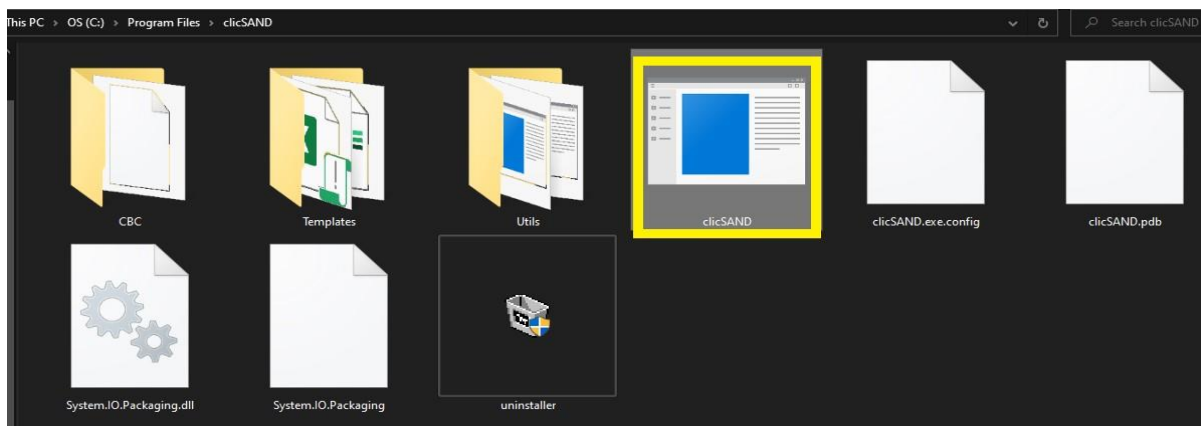 This PC > OS (C:) > Program Files > clicSAND
Search clicSAND
CBC
Templates
Utils
clicSAND
clicSAND.exe.config
clicSAND.pdb
System.IO.Packaging.dll
System.IO.Packaging
uninstaller